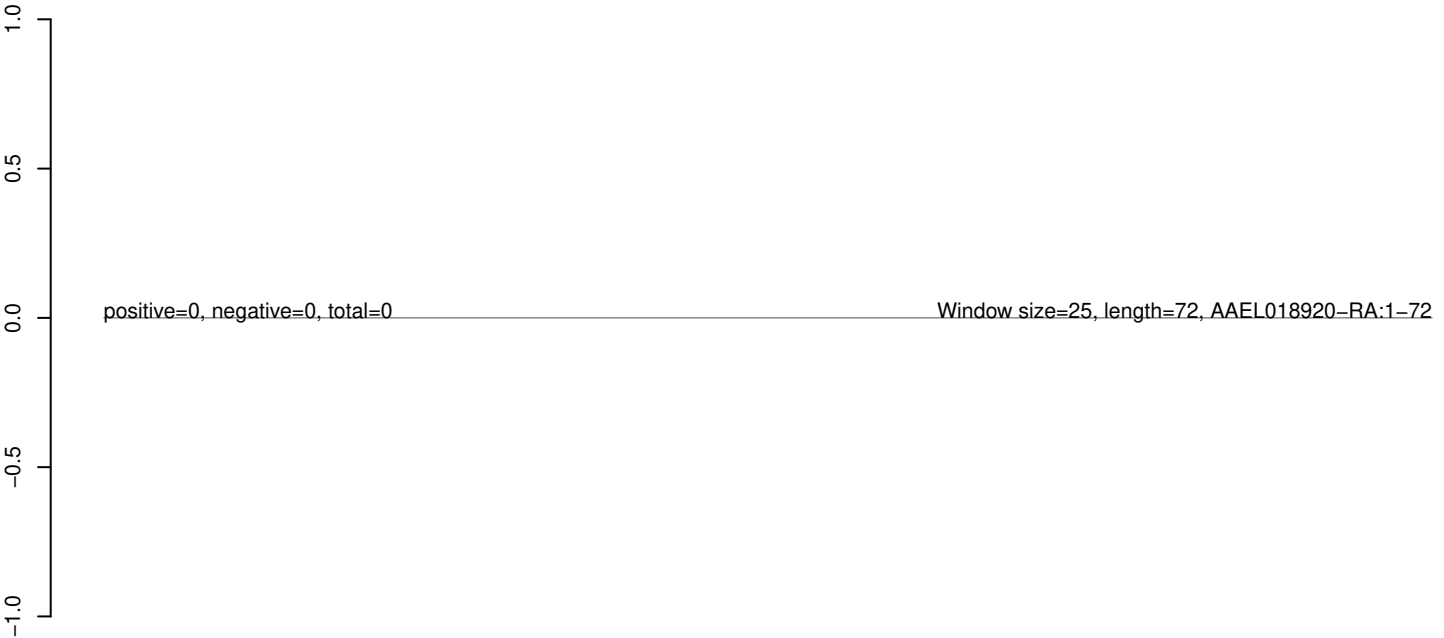 1.0
0.5
0.0
−0.5
−1.0
positive=0, negative=0, total=0
Window size=25, length=72, AAEL018920−RA:1−72